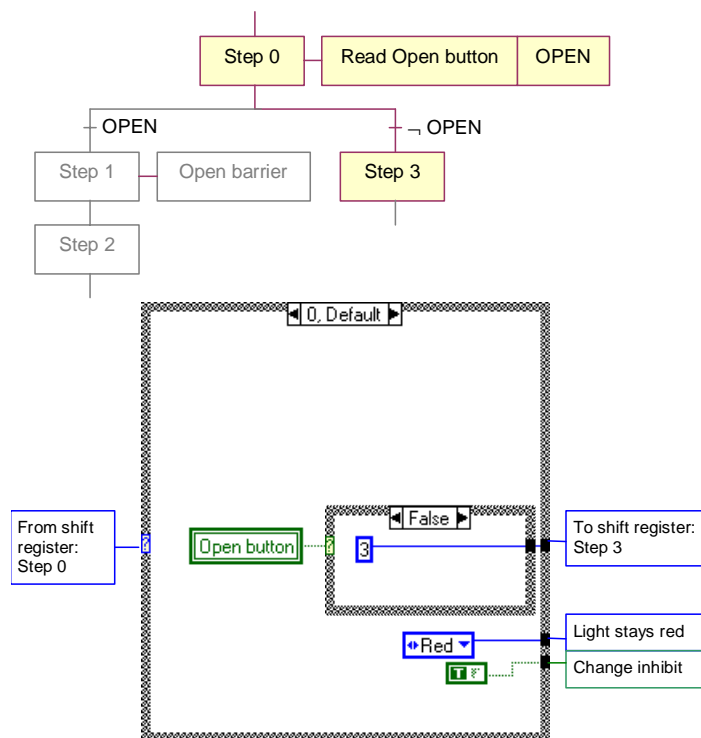 Step 0
Read Open button
OPEN
OPEN
¬ OPEN
Step 1
Open barrier
Step 3
Step 2
0, Default
From shift
register:
Step 0
Open button
?
?
False
3
To shift register:
Step 3
Red
Light stays red
T
Change inhibit